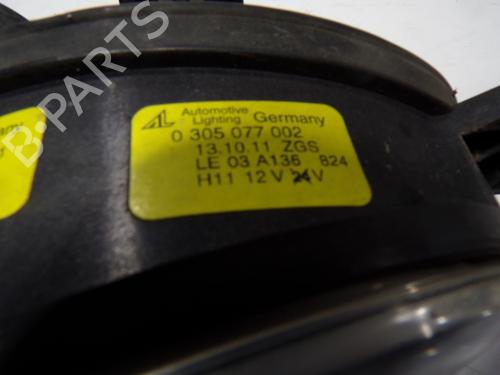 B-PARTS
Automotive
Lighting Germany
0 305 077 002
13.10.11 ZGS
LE 03 A136 824
H11 12V 24V